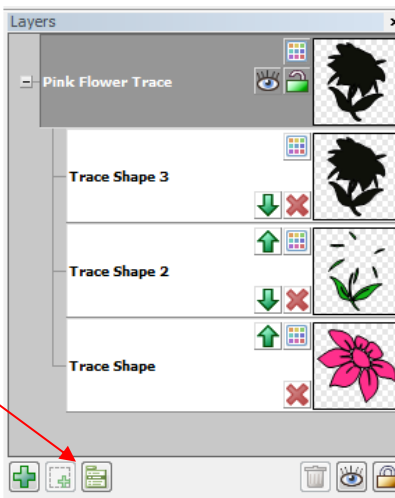 Layers
Pink Flower Trace
Trace Shape 3
Trace Shape 2
Trace Shape